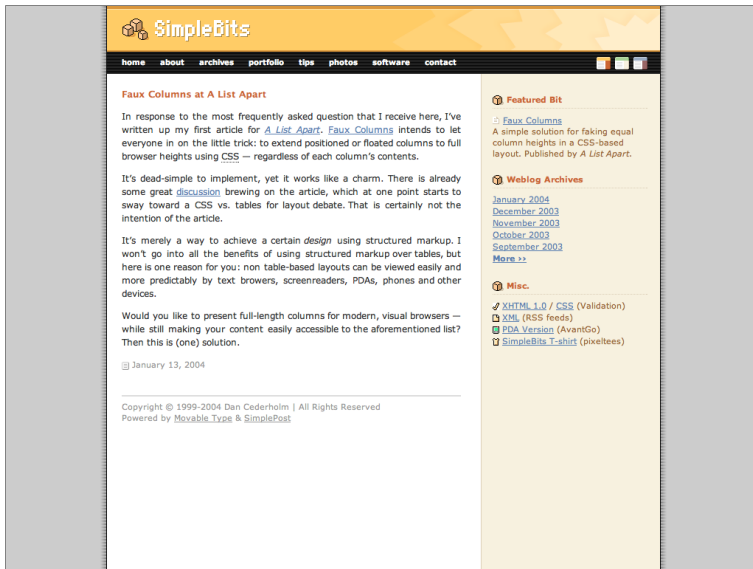 SimpleBits
home about archives portfolio tips photos software contact
Faux Columns at A List Apart
In response to the most frequently asked question that I receive here, I've
written up my first article for A List Apart. Faux Columns intends to let
everyone in on the little trick: to extend positioned or floated columns to full
browser heights using CSS — regardless of each column's contents.
It's dead-simple to implement, yet it works like a charm. There is already
some great discussion brewing on the article, which at one point starts to
sway toward a CSS vs. tables for layout debate. That is certainly not the
intention of the article.
It's merely a way to achieve a certain design using structured markup. I
won't go into all the benefits of using structured markup over tables, but
here is one reason for you: non table-based layouts can be viewed easily and
more predictably by text browers, screenreaders, PDAs, phones and other
devices.
Would you like to present full-length columns for modern, visual browsers —
while still making your content easily accessible to the aforementioned list?
Then this is (one) solution.
January 13, 2004
Copyright © 1999-2004 Dan Cederholm | All Rights Reserved
Powered by Movable Type & SimplePost
Featured Bit
Faux Columns
A simple solution for faking equal
column heights in a CSS-based
layout. Published by A List Apart.
Weblog Archives
January 2004
December 2003
November 2003
October 2003
September 2003
More ››
Misc.
XHTML 1.0 / CSS (Validation)
XML (RSS feeds)
PDA Version (AvantGo)
SimpleBits T-shirt (pixeltees)